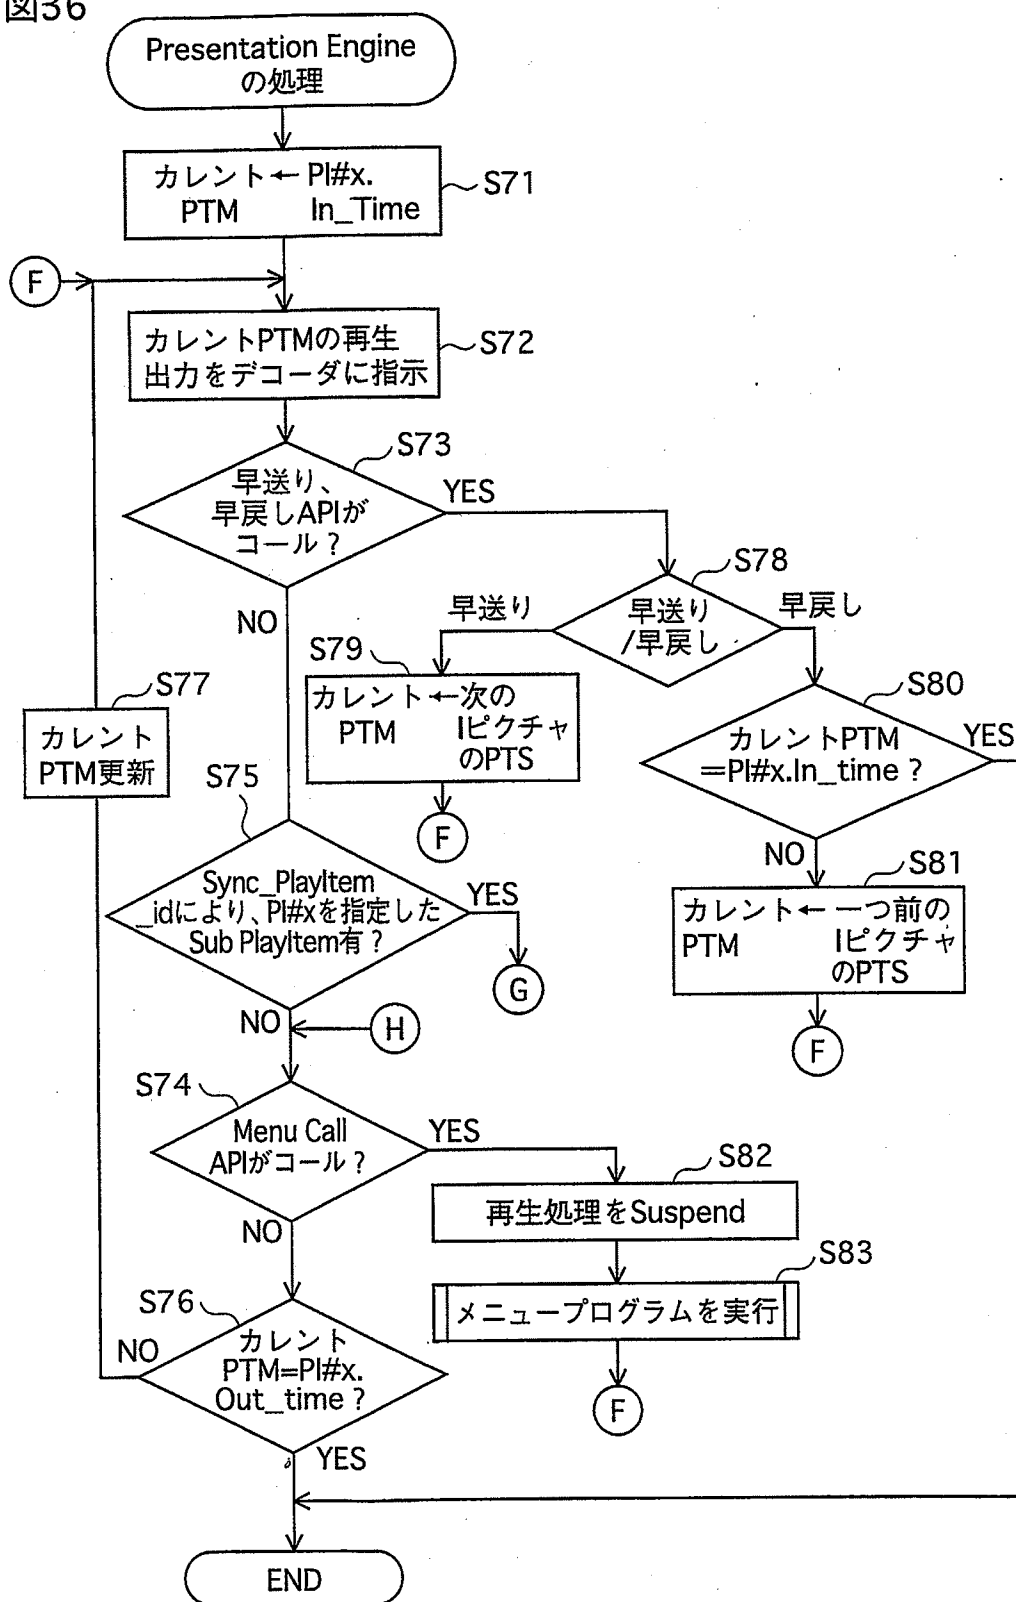 図36
Presentation Engine
の処理
カレント← PI#x.
PTM In_Time
S71
F
カレントPTMの再生
出力をデコーダに指示
S72
S73
早送り、
早戻しAPIが
コール？
YES
NO
S78
早送り
/早戻し
早送り
早戻し
S79
カレント←次の
PTM Iピクチャ
のPTS
F
S80
カレントPTM
=PI#x.In_time？
YES
NO
S81
カレント← 一つ前の
PTM Iピクチャ
のPTS
F
S77
カレント
PTM更新
S75
Sync_PlayItem
_idにより、PI#xを指定した
Sub PlayItem有？
YES
G
NO
H
S74
Menu Call
APIがコール？
YES
NO
S82
再生処理をSuspend
S83
メニュープログラムを実行
F
S76
カレント
PTM=PI#x.
Out_time？
NO
YES
END